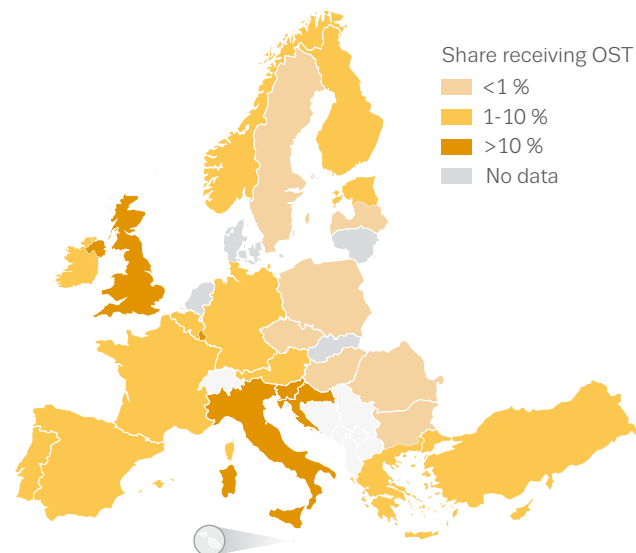 Share receiving OST
<1 %
1-10 %
>10 %
No data